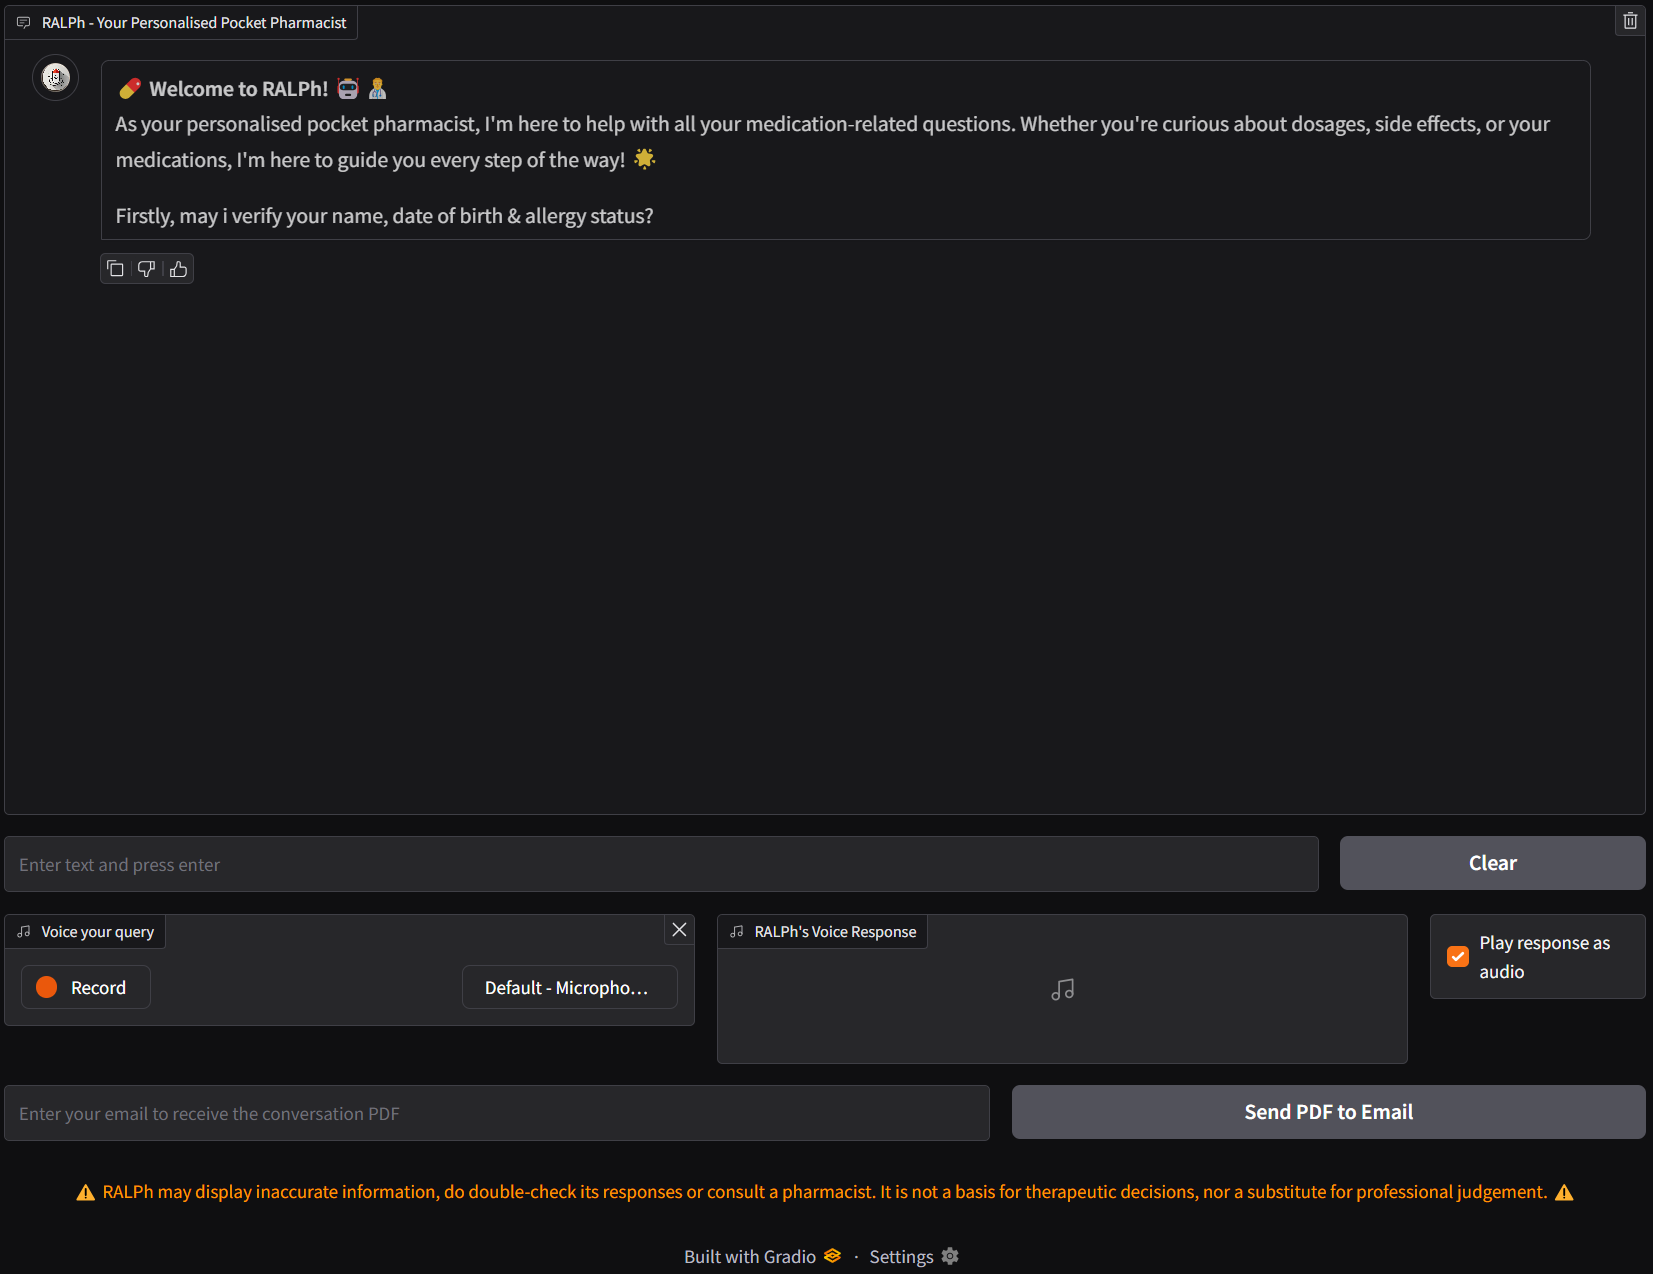 RALPh - Your Personalised Pocket Pharmacist
💊 Welcome to RALPh! 🤖 🧑‍⚕️
As your personalised pocket pharmacist, I'm here to help with all your medication-related questions. Whether you're curious about dosages, side effects, or your
medications, I'm here to guide you every step of the way! 🌟
Firstly, may i verify your name, date of birth & allergy status?
Enter text and press enter
Clear
Voice your query
Record
Default - Micropho...
RALPh's Voice Response
Play response as
audio
Enter your email to receive the conversation PDF
Send PDF to Email
⚠️ RALPh may display inaccurate information, do double-check its responses or consult a pharmacist. It is not a basis for therapeutic decisions, nor a substitute for professional judgement. ⚠️
Built with Gradio · Settings